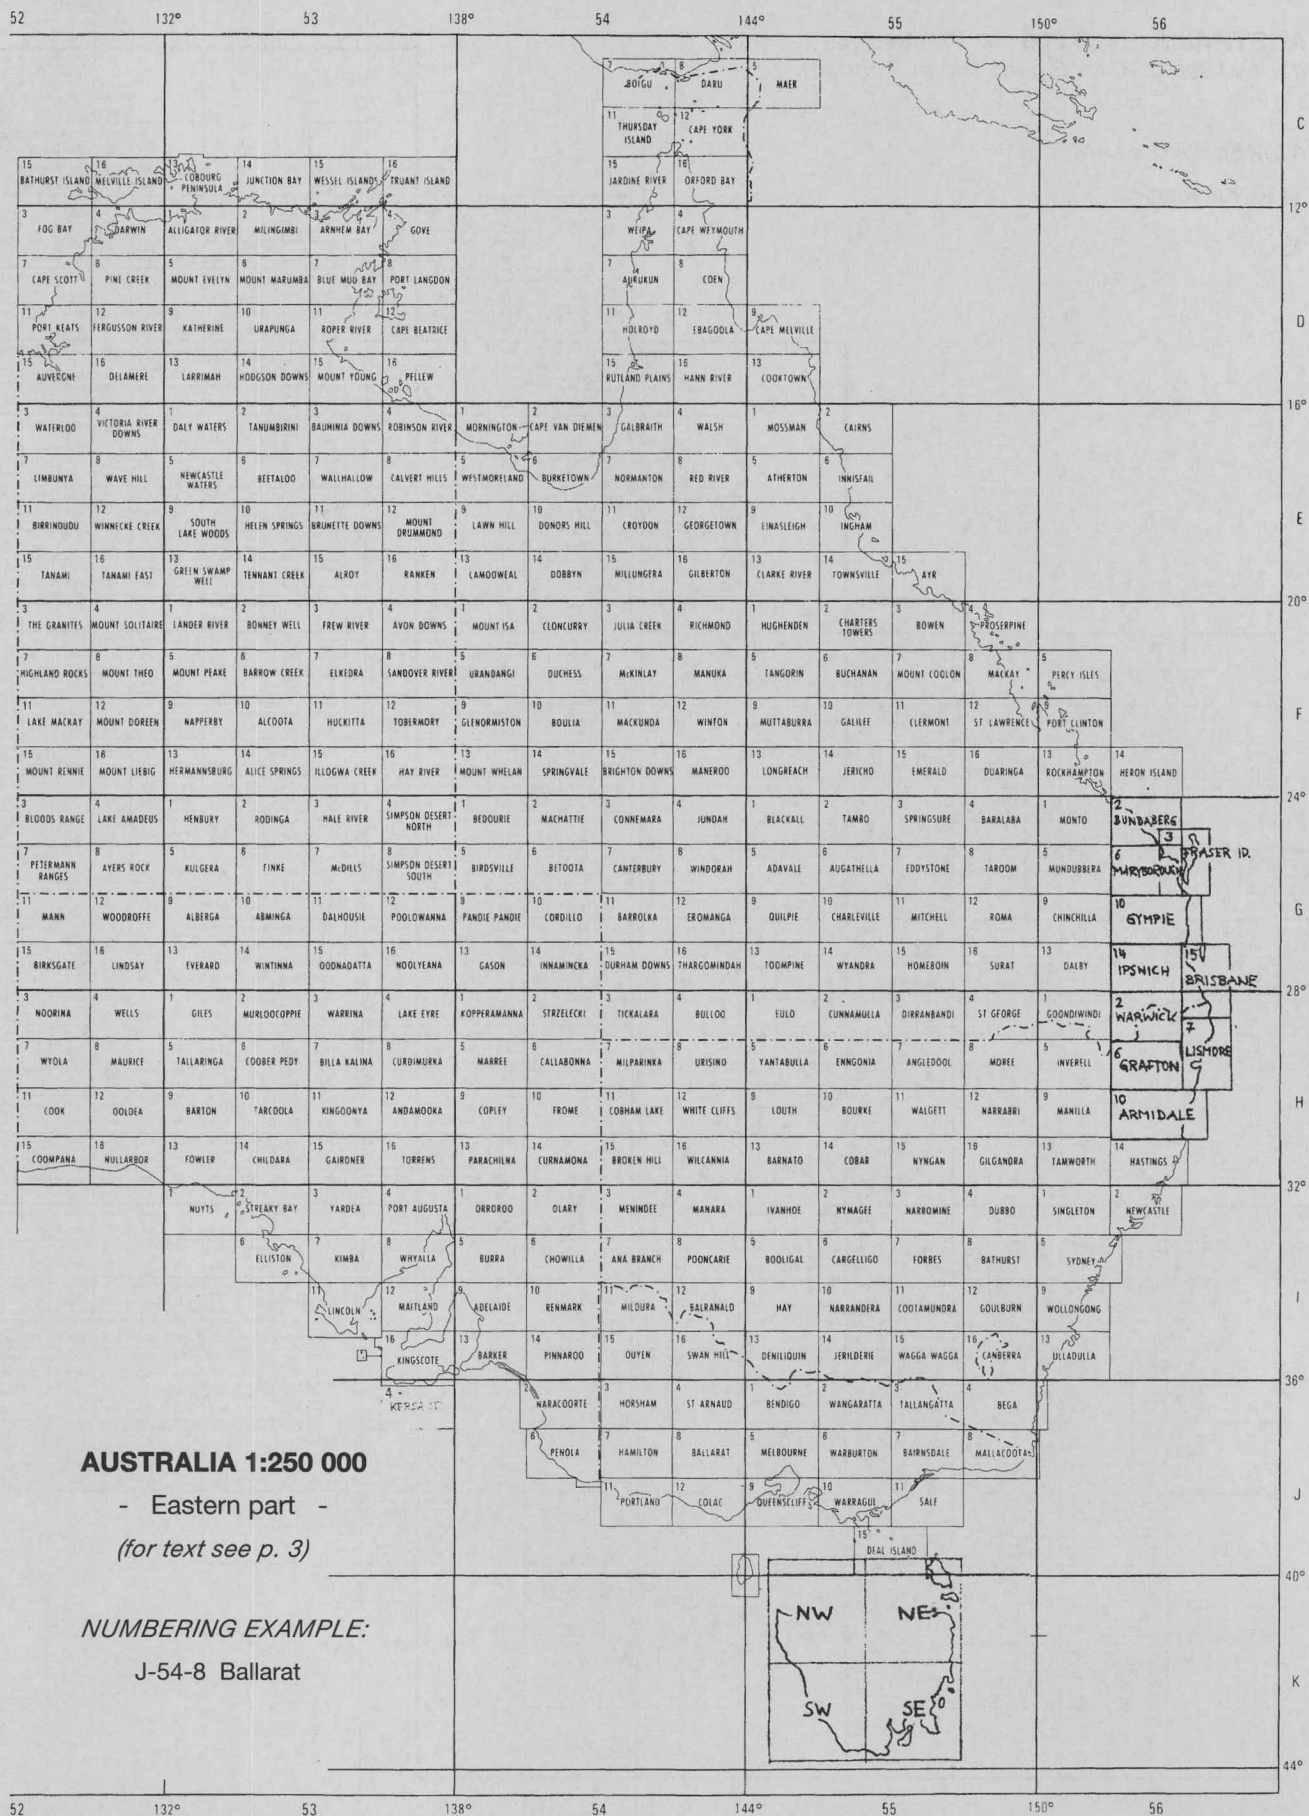 52 132° 53 138° 54 144° 55 150° 56
7 8 5
BOIGU DARU MAER
C
11 12
THURSDAY ISLAND CAPE YORK
15 16 13 14 15 16 15 16
BATHURST ISLAND MELVILLE ISLAND COBOURG PENINSULA JUNCTION BAY WESSEL ISLANDS TRUANT ISLAND JARDINE RIVER ORFORD BAY
12°
3 4 1 2 3 4 3 4
FOG BAY DARWIN ALLIGATOR RIVER MILINGIMBI ARNHEM BAY GOVE WEIPA CAPE WEYMOUTH
7 8 5 6 7 8 7 8
CAPE SCOTT PINE CREEK MOUNT EVELYN MOUNT MARUMBA BLUE MUD BAY PORT LANGDON AURUKUN COEN
11 12 9 10 11 12 11 12 9
PORT KEATS FERGUSSON RIVER KATHERINE URAPUNGA ROPER RIVER CAPE BEATRICE HOLROYD EBAGOOLA CAPE MELVILLE
D
15 16 13 14 15 16 15 16 13
AUVERGNE DELAMERE LARRIMAH HODGSON DOWNS MOUNT YOUNG PELLEW RUTLAND PLAINS HANN RIVER COOKTOWN
16°
3 4 1 2 3 4 1 2 3 4 1 2
WATERLOO VICTORIA RIVER DOWNS DALY WATERS TANUMBIRINI BAUHINIA DOWNS ROBINSON RIVER MORNINGTON CAPE VAN DIEMEN GALBRAITH WALSH MOSSMAN CAIRNS
7 8 5 6 7 8 5 6 7 8 5 6
LIMBUNYA WAVE HILL NEWCASTLE WATERS BEETALOO WALLHALLOW CALVERT HILLS WESTMORELAND BURKETOWN NORMANTON RED RIVER ATHERTON INNISFAIL
11 12 9 10 11 12 9 10 11 12 9 10
BIRRINDUDU WINNECKE CREEK SOUTH LAKE WOODS HELEN SPRINGS BRUNETTE DOWNS MOUNT DRUMMOND LAWN HILL DONORS HILL CROYDON GEORGETOWN EINASLEIGH INGHAM
E
15 16 13 14 15 16 13 14 15 16 13 14 15
TANAMI TANAMI EAST GREEN SWAMP WELL TENNANT CREEK ALROY RANKEN CAMOOWEAL DOBBYN MILLUNGERA GILBERTON CLARKE RIVER TOWNSVILLE AYR
20°
3 4 1 2 3 4 1 2 3 4 1 2 3 4
THE GRANITES MOUNT SOLITAIRE LANDER RIVER BONNEY WELL FREW RIVER AVON DOWNS MOUNT ISA CLONCURRY JULIA CREEK RICHMOND HUGHENDEN CHARTERS TOWERS BOWEN PROSERPINE
7 8 5 6 7 8 5 6 7 8 5 6 7 8 5
HIGHLAND ROCKS MOUNT THEO MOUNT PEAKE BARROW CREEK ELKEDRA SANDOVER RIVER URANDANGI DUCHESS McKINLAY MANUKA TANGORIN BUCHANAN MOUNT COOLON MACKAY PERCY ISLES
11 12 9 10 11 12 9 10 11 12 9 10 11 12 9
LAKE MACKAY MOUNT DOREEN NAPPERBY ALCOOTA HUCKITTA TOBERMORY GLENORMISTON BOULIA MACKUNDA WINTON MUTTABURRA GALILEE CLERMONT ST LAWRENCE PORT CLINTON
F
15 16 13 14 15 16 13 14 15 16 13 14 15 16 13 14
MOUNT RENNIE MOUNT LIEBIG HERMANNSBURG ALICE SPRINGS ILLOGWA CREEK HAY RIVER MOUNT WHELAN SPRINGVALE BRIGHTON DOWNS MANEROO LONGREACH JERICHO EMERALD DUARINGA ROCKHAMPTON HERON ISLAND
24°
3 4 1 2 3 4 1 2 3 4 1 2 3 4 1 2
BLOODS RANGE LAKE AMADEUS HENBURY RODINGA HALE RIVER SIMPSON DESERT NORTH BEDOURIE MACHATTIE CONNEMARA JUNDAH BLACKALL TAMBO SPRINGSURE BARALABA MONTO BUNDABERG
7 8 5 6 7 8 5 6 7 8 5 6 7 8 5 6 3
PETERMANN RANGES AYERS ROCK KULGERA FINKE McDILLS SIMPSON DESERT SOUTH BIRDSVILLE BETOOTA CANTERBURY WINDORAH ADAVALE AUGATHELLA EDDYSTONE TAROOM MUNDUBBERA MARYBOROUGH FRASER ID.
11 12 9 10 11 12 9 10 11 12 9 10 11 12 9 10
MANN WOODROFFE ALBERGA ABMINGA DALHOUSIE POOLOWANNA PANDIE PANDIE CORDILLO BARROLKA EROMANGA QUILPIE CHARLEVILLE MITCHELL ROMA CHINCHILLA GYMPIE
G
15 16 13 14 15 16 13 14 15 16 13 14 15 16 13 14 15
BIRKSGATE LINDSAY EVERARD WINTINNA OODNADATTA NOOLYEANA GASON INNAMINCKA DURHAM DOWNS THARGOMINDAH TOOMPINE WYANDRA HOMEBOIN SURAT DALBY IPSWICH BRISBANE
28°
3 4 1 2 3 4 1 2 3 4 1 2 3 4 1 2
NOORINA WELLS GILES MURLOOCOPPIE WARRINA LAKE EYRE KOPPERAMANNA STRZELECKI TICKALARA BULLOO EULO CUNNAMULLA DIRRANBANDI ST GEORGE GOONDIWINDI WARWICK
7 8 5 6 7 8 5 6 7 8 5 6 7 8 5 6 7
WYOLA MAURICE TALLARINGA COOBER PEDY BILLA KALINA CURDIMURKA MARREE CALLABONNA MILPARINKA URISINO YANTABULLA ENNGONIA ANGLEDOOL MOREE INVERELL GRAFTON LISMORE
11 12 9 10 11 12 9 10 11 12 9 10 11 12 9 10
COOK OOLDEA BARTON TARCOOLA KINGOONYA ANDAMOOKA COPLEY FROME COBHAM LAKE WHITE CLIFFS LOUTH BOURKE WALGETT NARRABRI MANILLA ARMIDALE
H
15 16 13 14 15 16 13 14 15 16 13 14 15 16 13 14
COOMPANA NULLARBOR FOWLER CHILDARA GAIRDNER TORRENS PARACHILNA CURNAMONA BROKEN HILL WILCANNIA BARNATO COBAR NYNGAN GILGANDRA TAMWORTH HASTINGS
32°
1 2 3 4 1 2 3 4 1 2 3 4 1 2
NUYTS STREAKY BAY YARDEA PORT AUGUSTA ORROROO OLARY MENINDEE MANARA IVANHOE NYMAGEE NARROMINE DUBBO SINGLETON NEWCASTLE
6 7 8 5 6 7 8 5 6 7 8 5
ELLISTON KIMBA WHYALLA BURRA CHOWILLA ANA BRANCH POONCARIE BOOLIGAL CARGELLIGO FORBES BATHURST SYDNEY
11 12 9 10 11 12 9 10 11 12 9
LINCOLN MAITLAND ADELAIDE RENMARK MILDURA BALRANALD HAY NARRANDERA COOTAMUNDRA GOULBURN WOLLONGONG
I
16 13 14 15 16 13 14 15 16 13
KINGSCOTE BARKER PINNAROO OUYEN SWAN HILL DENILIQUIN JERILDERIE WAGGA WAGGA CANBERRA ULLADULLA
36°
4 2 3 4 1 2 3 4
NARACOORTE HORSHAM ST ARNAUD BENDIGO WANGARATTA TALLANGATTA BEGA
6 7 8 5 6 7 8
PENOLA HAMILTON BALLARAT MELBOURNE WARBURTON BAIRNSDALE MALLACOOTA
11 12 9 10 11
PORTLAND COLAC QUEENSCLIFF WARRAGUL SALE
J
15
DEAL ISLAND
40°
NW NE
K
SW SE
44°
AUSTRALIA 1:250 000
- Eastern part -
(for text see p. 3)
NUMBERING EXAMPLE:
J-54-8 Ballarat
52 132° 53 138° 54 144° 55 150° 56